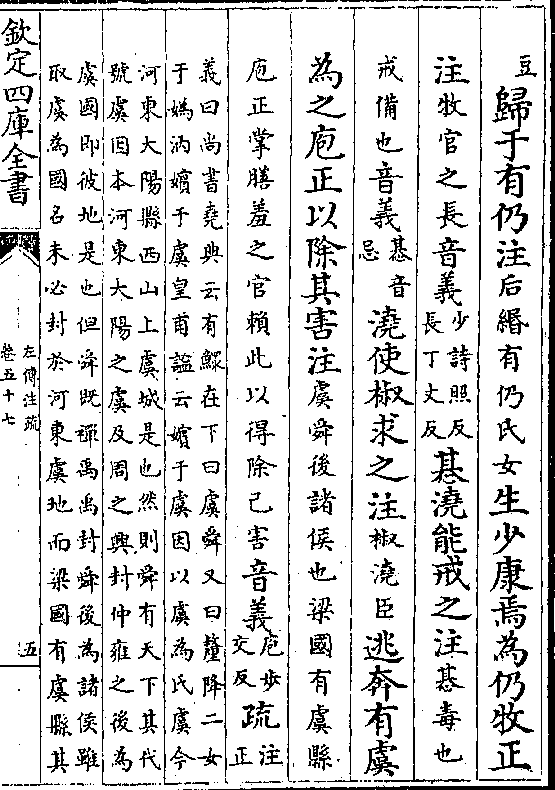 豆歸于有仍注后緡有仍氏女生少康焉為仍牧正
注牧官之長音義少詩照反長丁丈反惎澆能戒之注惎毒也
戒備也音義惎音忌澆使椒求之注椒澆臣逃奔有虞
為之庖正以除其害注虞舜後諸侯也梁國有虞縣
庖正掌膳羞之官賴此以得除己害音義庖步交反疏注正
義曰尚書堯典云有鰥在下曰虞舜又曰釐降二女
于媯汭嬪于虞皇甫謐云嬪于虞因以虞為氏虞今
河東大陽縣西山上虞城是也然則舜有天下其代
號虞因本河東大陽之虞及周之興封仲雍之後為
虞國即彼地是也但舜既禪禹禹封舜後為諸侯雖
取虞為國名未必封於河東虞地而梁國有虞縣其
欽定四庫全書
左傳注疏
卷五十七
五